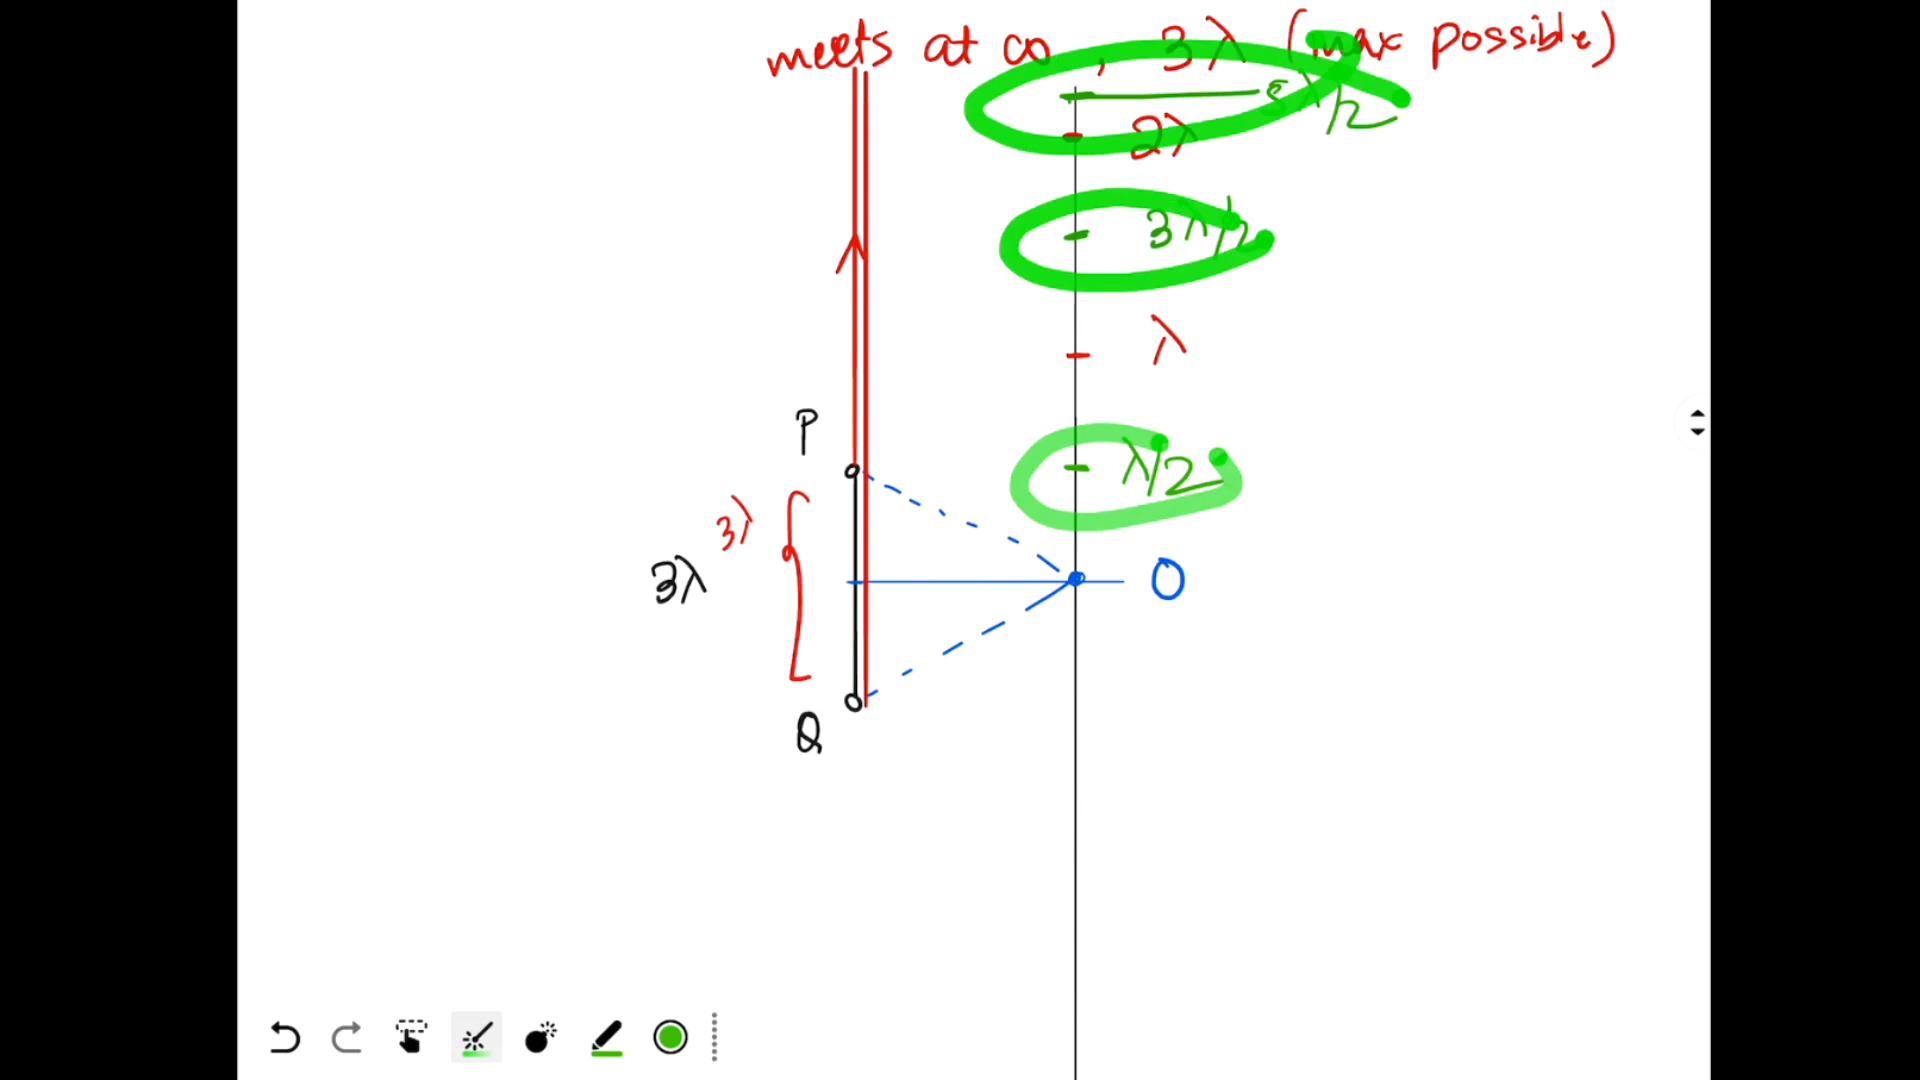 meets at ∞, 3λ (max possible)
5λ/2
2λ
3λ/2
λ
P
λ/2
3λ
3λ
O
Q